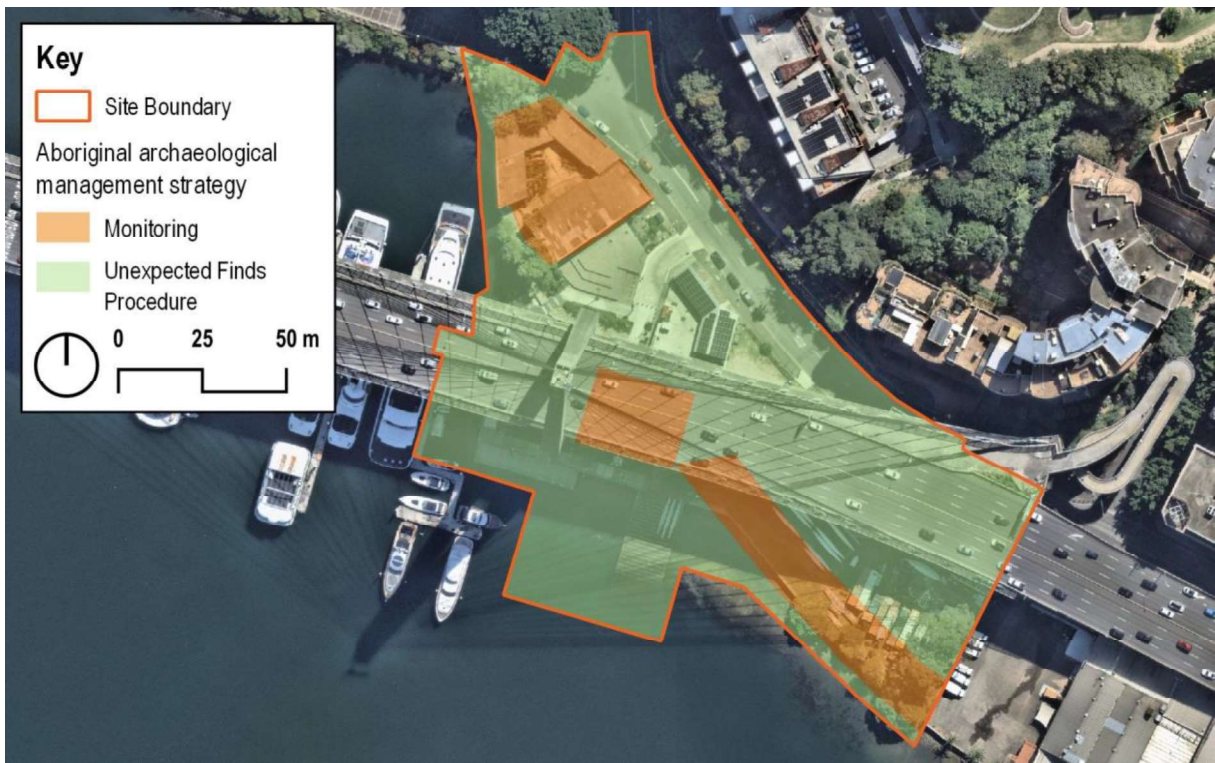 Key
Site Boundary
Aboriginal archaeological
management strategy
Monitoring
Unexpected Finds
Procedure
0 25 50 m